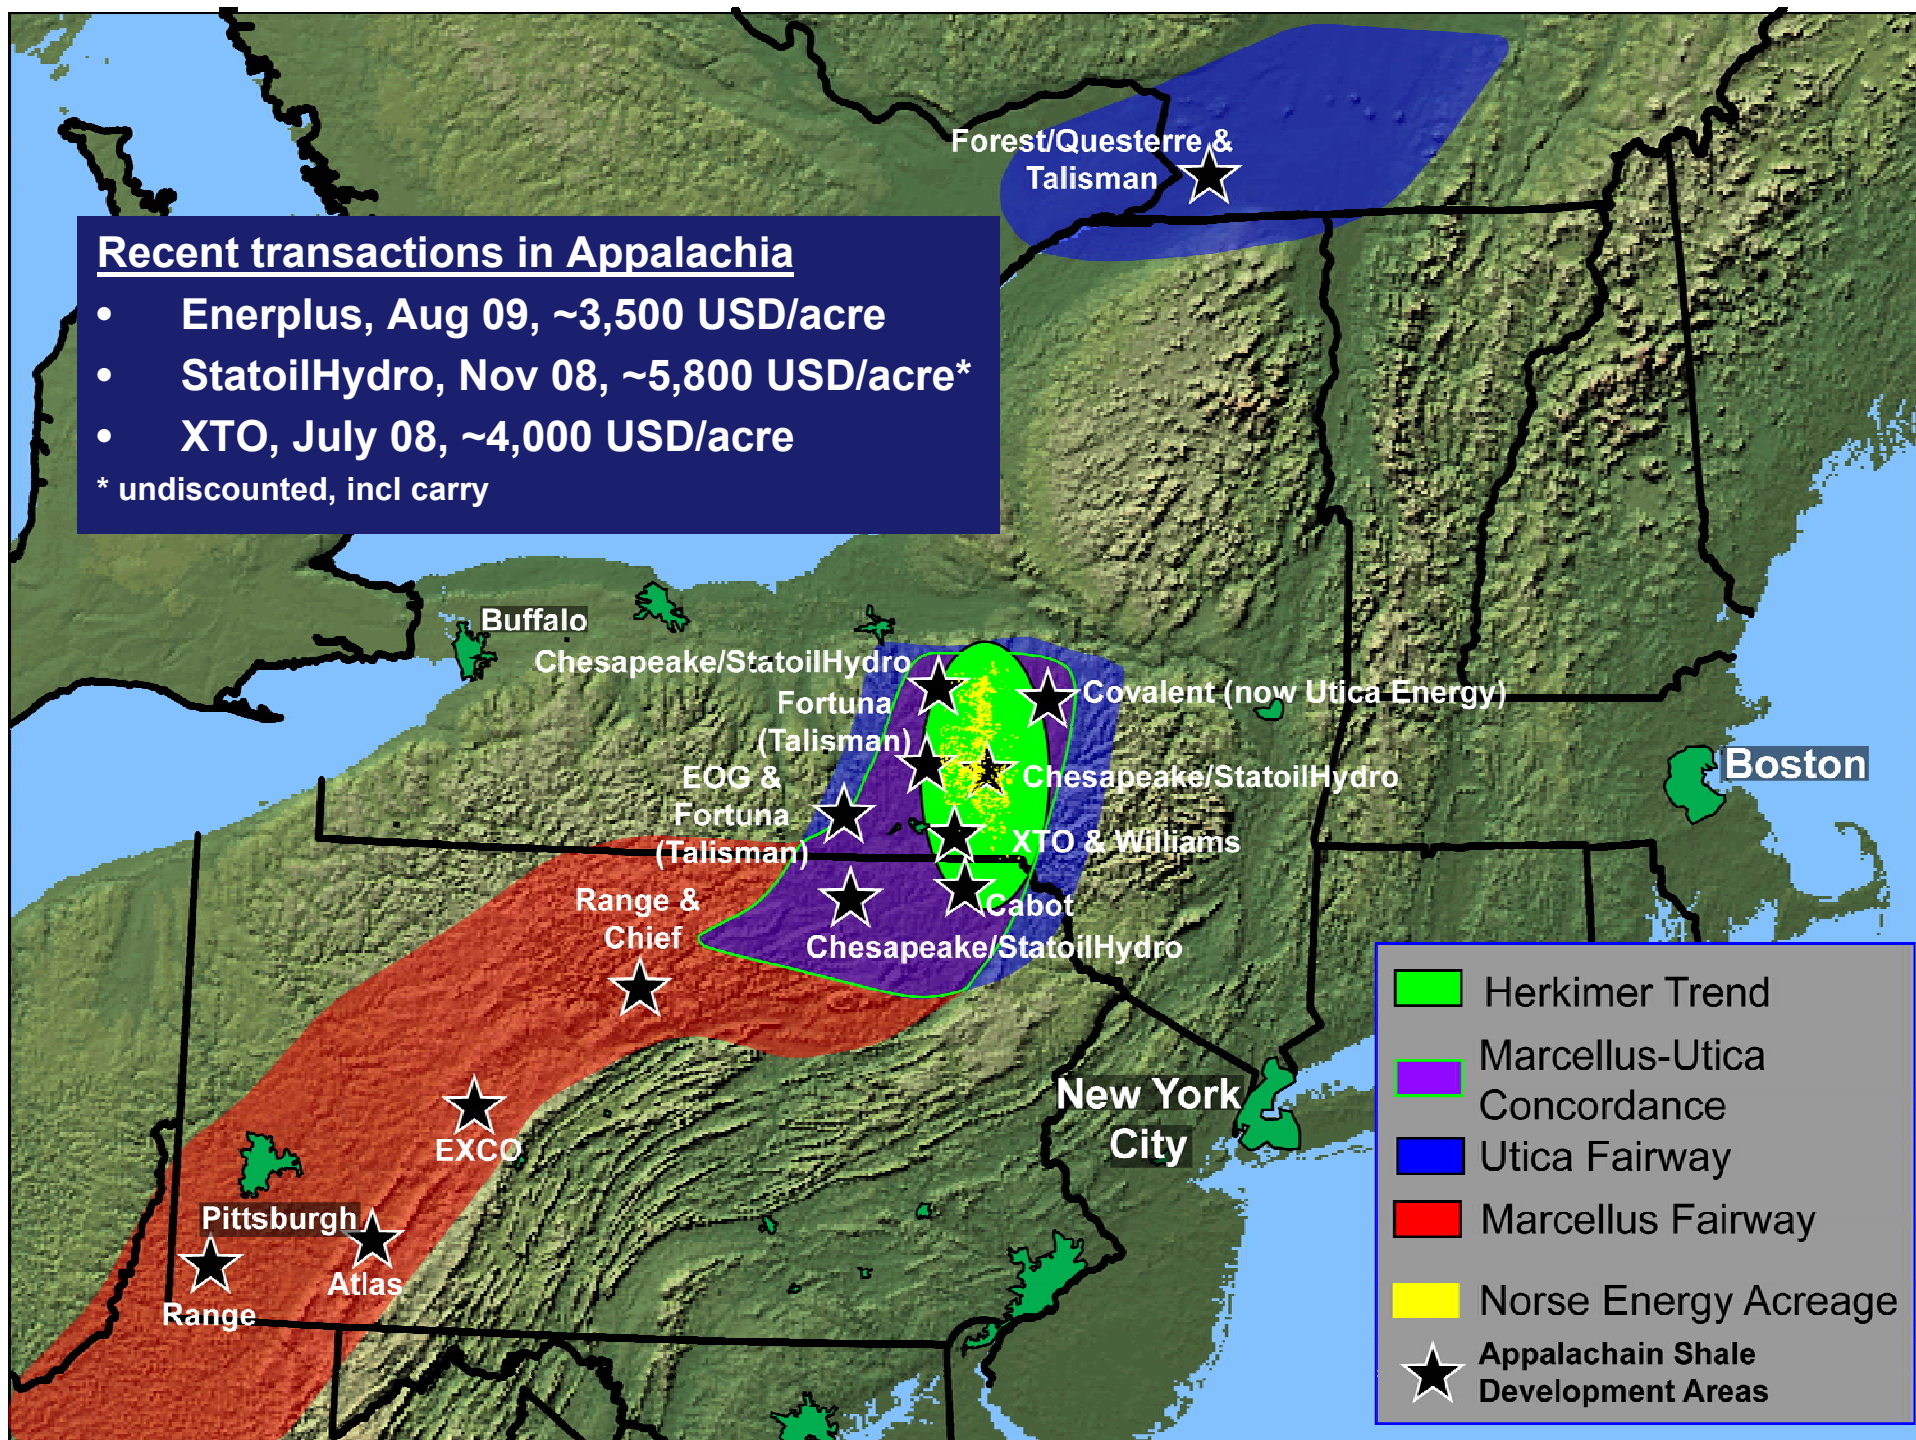 Forest/Questerre &
Talisman
Recent transactions in Appalachia
• Enerplus, Aug 09, ~3,500 USD/acre
• StatoilHydro, Nov 08, ~5,800 USD/acre*
• XTO, July 08, ~4,000 USD/acre
* undiscounted, incl carry
Buffalo
Chesapeake/StatoilHydro
Fortuna
(Talisman)
Covalent (now Utica Energy)
EOG &
Fortuna
(Talisman)
Chesapeake/StatoilHydro
Boston
XTO & Williams
Range &
Chief
Cabot
Chesapeake/StatoilHydro
New York
City
EXCO
Pittsburgh
Atlas
Range
Herkimer Trend
Marcellus-Utica
Concordance
Utica Fairway
Marcellus Fairway
Norse Energy Acreage
Appalachain Shale
Development Areas